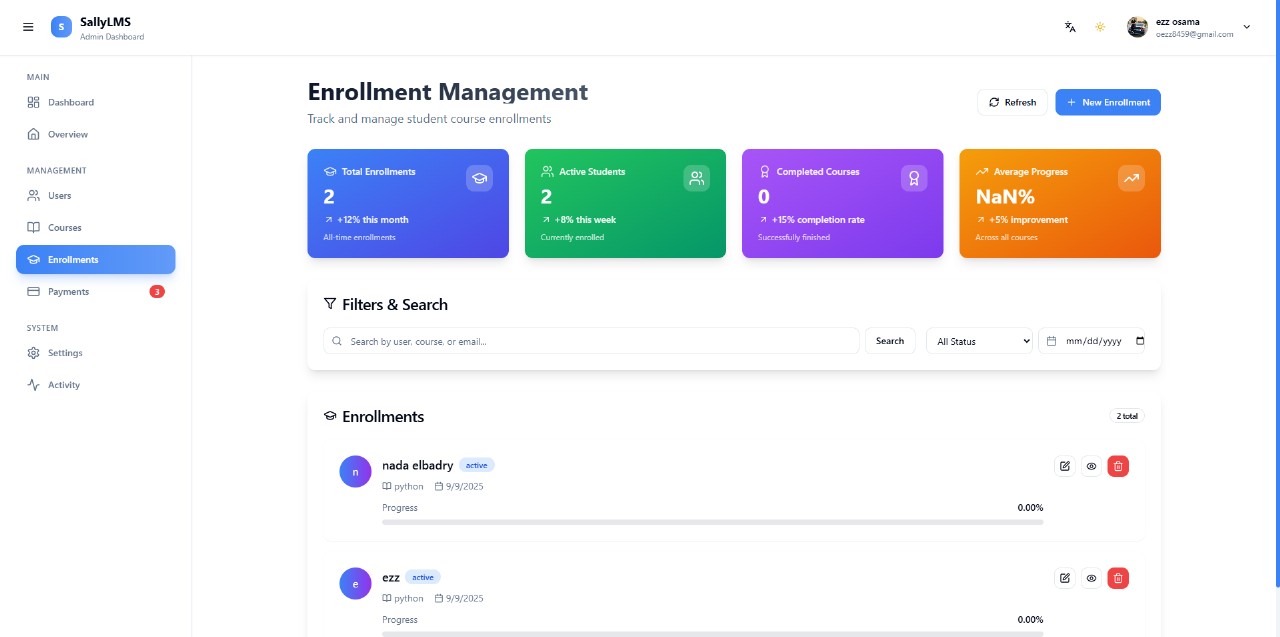 S
SallyLMS
Admin Dashboard
ezz osama
oezz8459@gmail.com
MAIN
Dashboard
Overview
MANAGEMENT
Users
Courses
Enrollments
Payments 3
SYSTEM
Settings
Activity
Enrollment Management
Track and manage student course enrollments
Refresh
+ New Enrollment
Total Enrollments
2
+12% this month
All-time enrollments
Active Students
2
+8% this week
Currently enrolled
Completed Courses
0
+15% completion rate
Successfully finished
Average Progress
NaN%
+5% improvement
Across all courses
Filters & Search
Search by user, course, or email...
Search
All Status
mm/dd/yyyy
Enrollments
2 total
n
nada elbadry active
python 9/9/2025
Progress 0.00%
e
ezz active
python 9/9/2025
Progress 0.00%